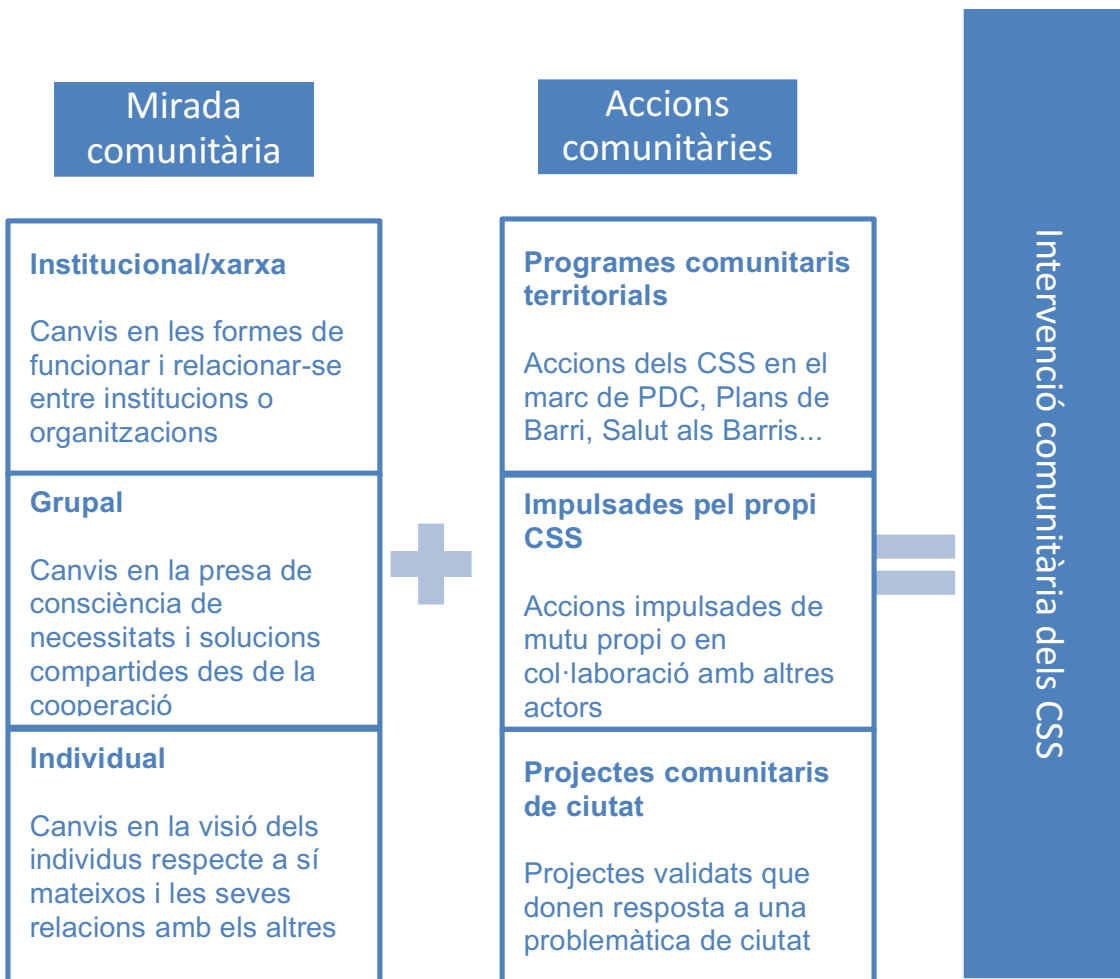 Mirada
comunitària
Institucional/xarxa
Canvis en les formes de
funcionar i relacionar-se
entre institucions o
organitzacions
Grupal
Canvis en la presa de
consciència de
necessitats i solucions
compartides des de la
cooperació
Individual
Canvis en la visió dels
individus respecte a sí
mateixos i les seves
relacions amb els altres
Accions
comunitàries
Programes comunitaris
territorials
Accions dels CSS en el
marc de PDC, Plans de
Barri, Salut als Barris...
Impulsades pel propi
CSS
Accions impulsades de
mutu propi o en
col·laboració amb altres
actors
Projectes comunitaris
de ciutat
Projectes validats que
donen resposta a una
problemàtica de ciutat
Intervenció comunitària dels CSS